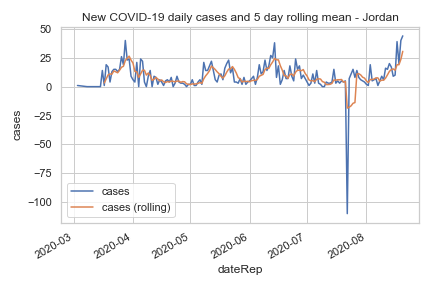 New COVID-19 daily cases and 5 day rolling mean - Jordan
50
25
0
−25
−50
−75
−100
cases
cases
cases (rolling)
2020-03
2020-04
2020-05
2020-06
2020-07
2020-08
dateRep